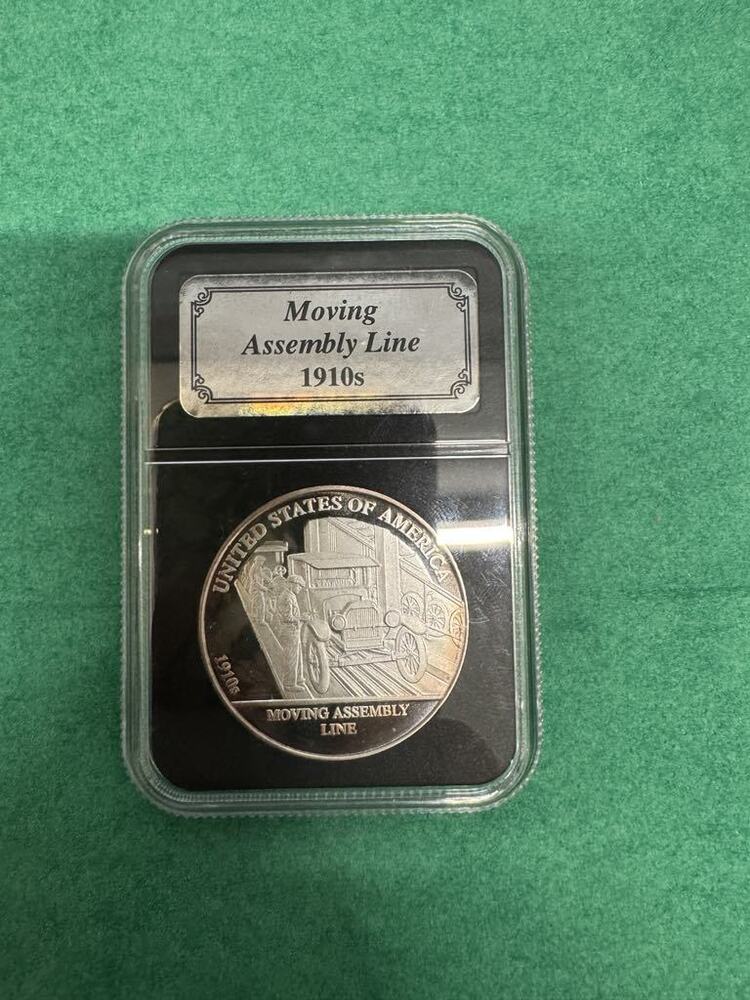 Moving
Assembly Line
1910s
UNITED STATES OF AMERICA
1910s
MOVING ASSEMBLY
LINE